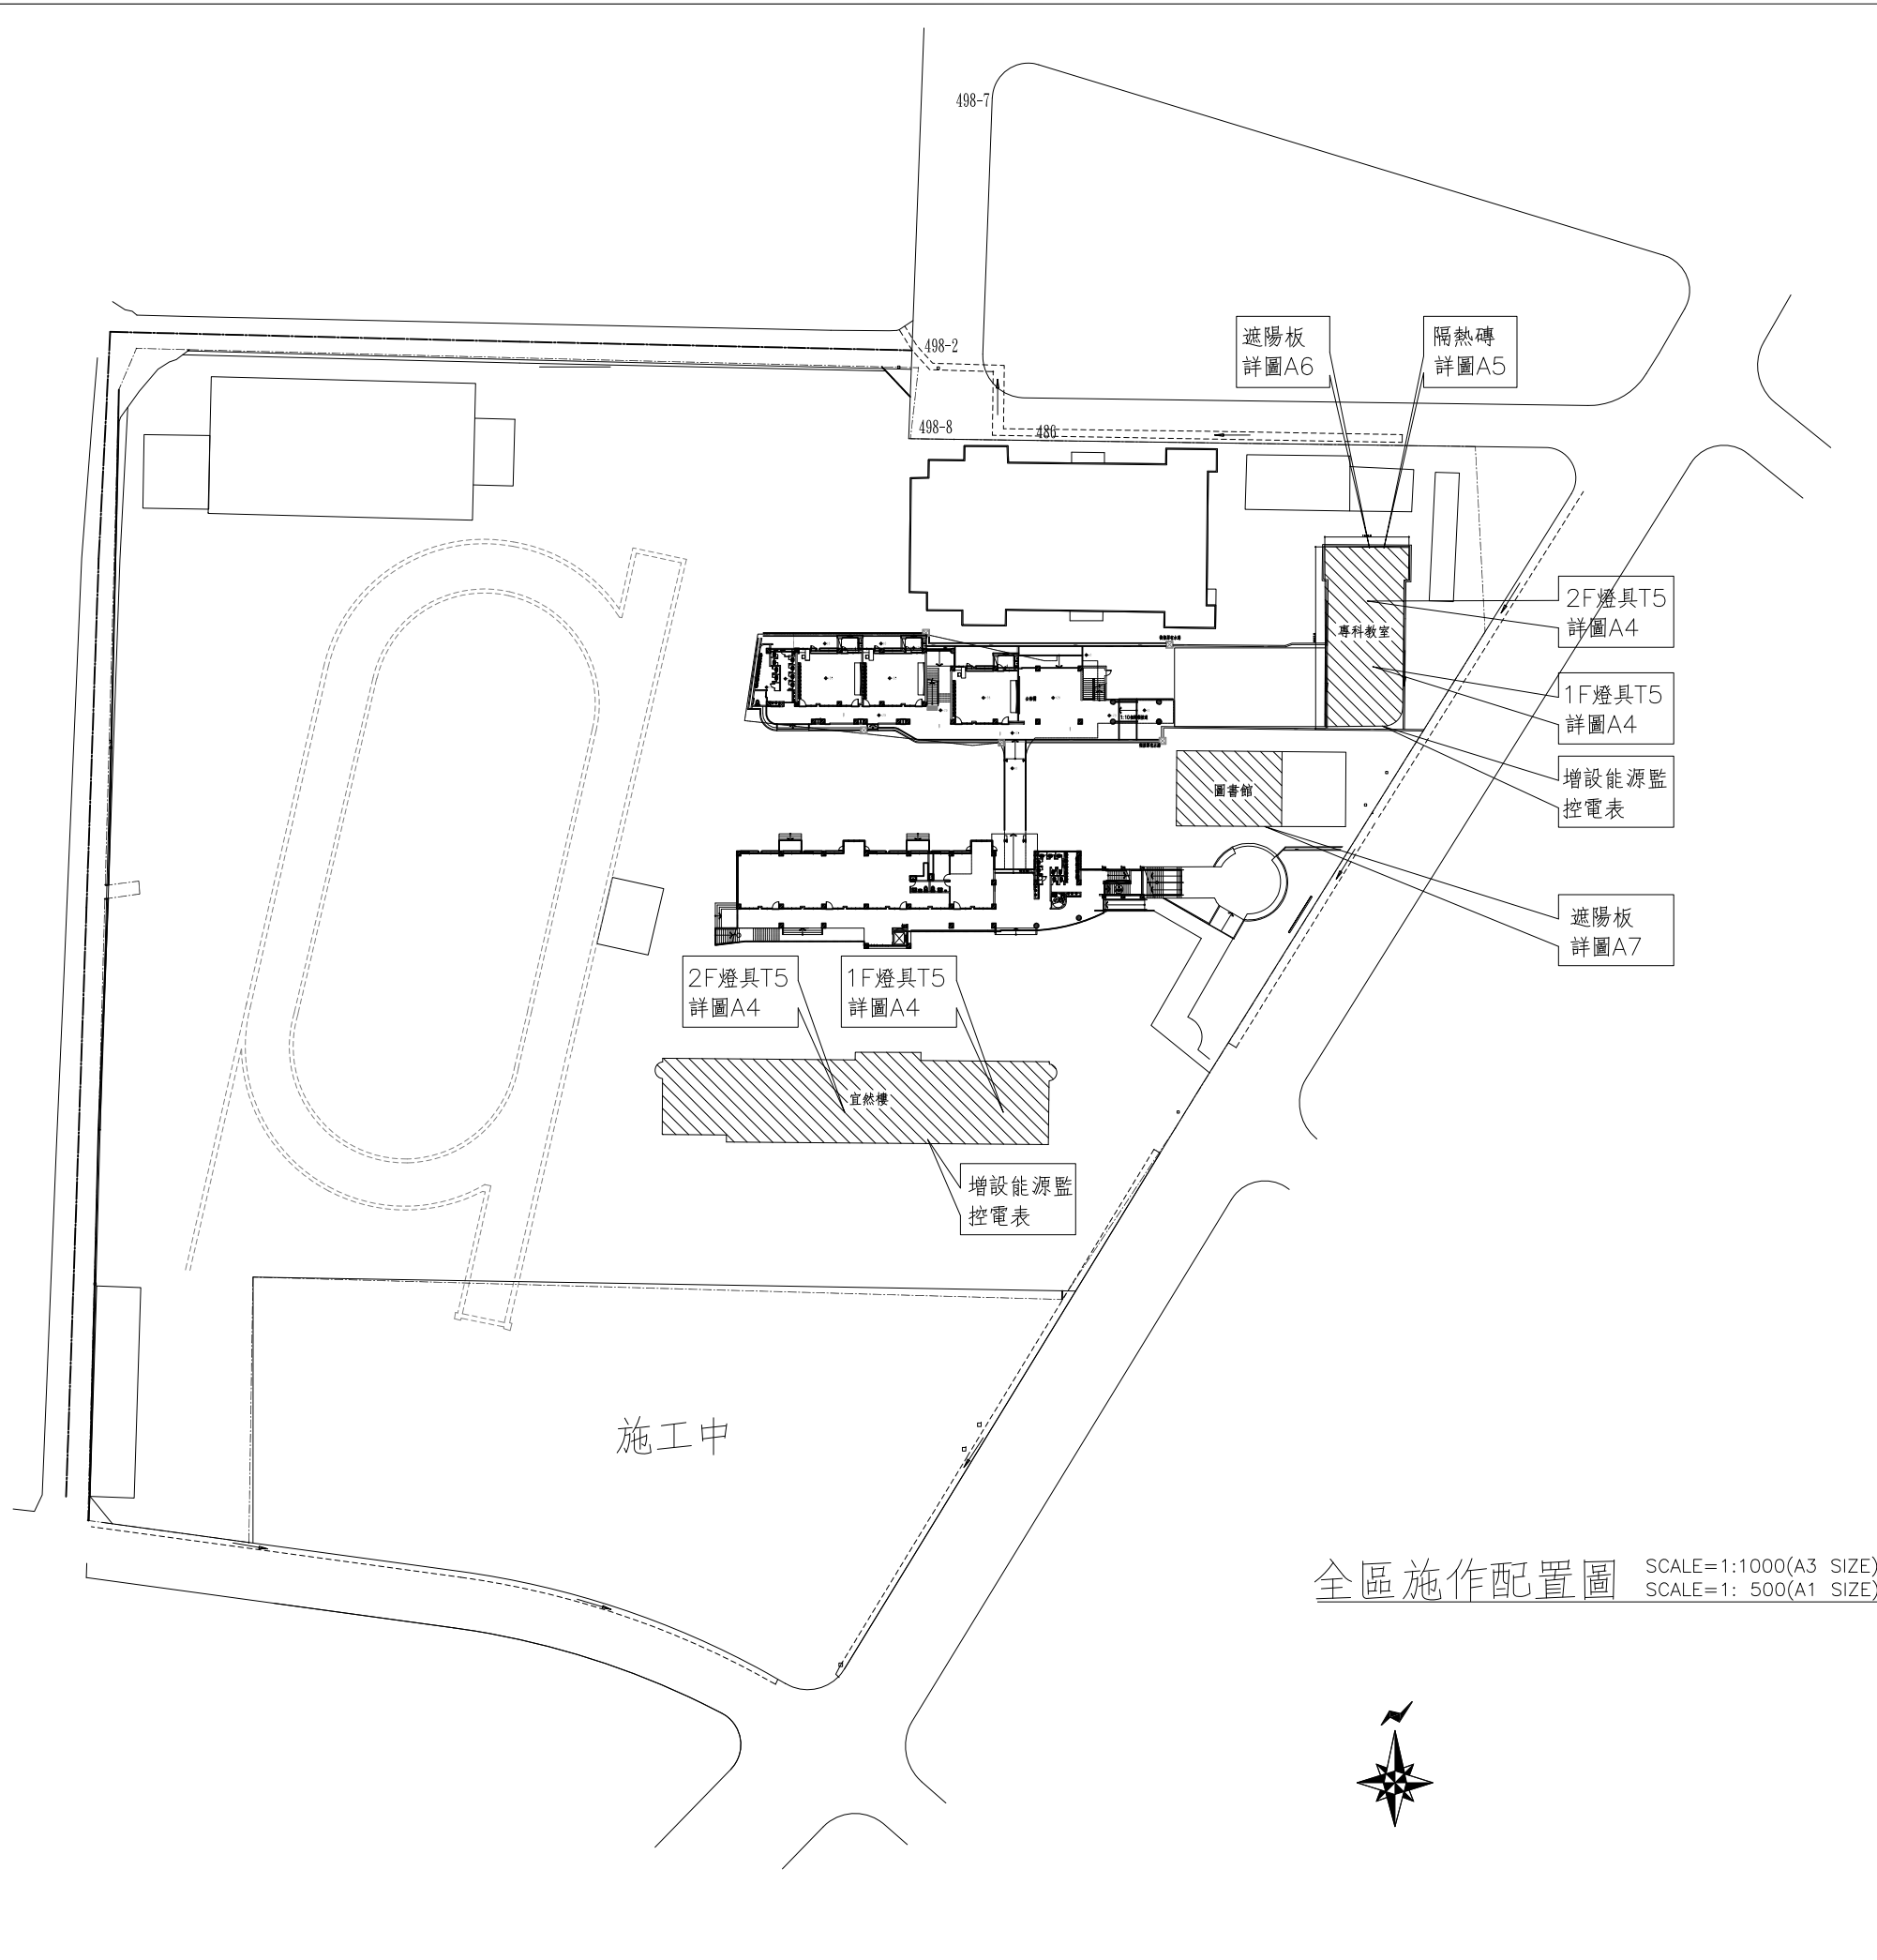 498-7
498-2
遮陽板
詳圖A6
隔熱磚
詳圖A5
498-8
486
2F燈具T5
詳圖A4
專科教室
1F燈具T5
詳圖A4
增設能源監
控電表
圖書館
遮陽板
詳圖A7
2F燈具T5
詳圖A4
1F燈具T5
詳圖A4
宜然樓
增設能源監
控電表
施工中
全區施作配置圖
SCALE=1:1000(A3 SIZE)
SCALE=1: 500(A1 SIZE)